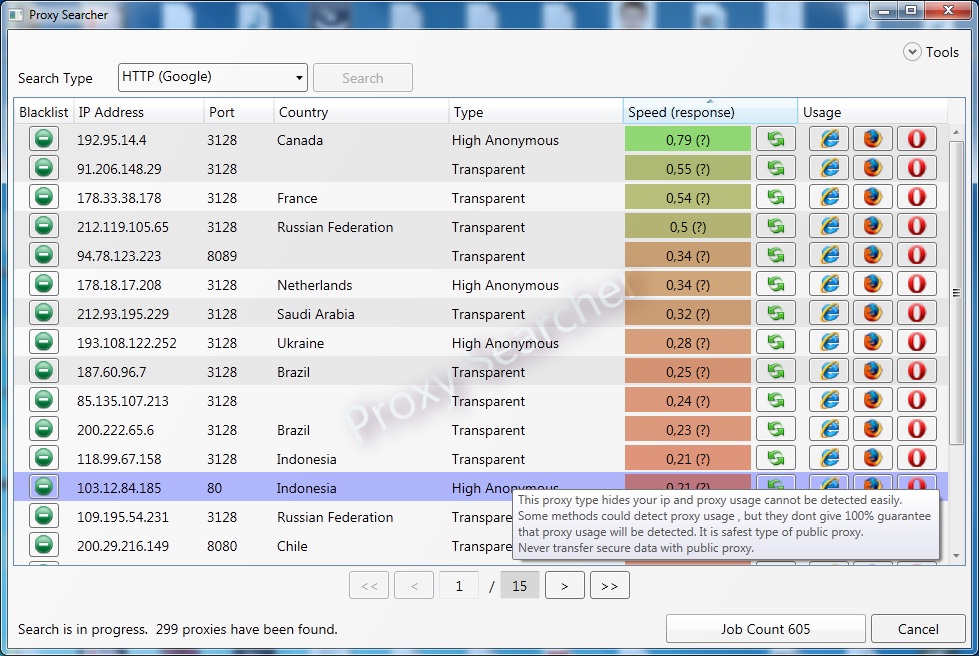 Proxy Searcher
Tools
Search Type HTTP (Google) Search
Blacklist IP Address Port Country Type Speed (response) Usage
192.95.14.4 3128 Canada High Anonymous 0,79 (?)
91.206.148.29 3128 Transparent 0,55 (?)
178.33.38.178 3128 France Transparent 0,54 (?)
212.119.105.65 3128 Russian Federation Transparent 0,5 (?)
94.78.123.223 8089 Transparent 0,34 (?)
178.18.17.208 3128 Netherlands High Anonymous 0,34 (?)
212.93.195.229 3128 Saudi Arabia Transparent 0,32 (?)
193.108.122.252 3128 Ukraine High Anonymous 0,28 (?)
187.60.96.7 3128 Brazil Transparent 0,25 (?)
85.135.107.213 3128 Transparent 0,24 (?)
200.222.65.6 3128 Brazil Transparent 0,23 (?)
118.99.67.158 3128 Indonesia Transparent 0,21 (?)
103.12.84.185 80 Indonesia High Anonymous 0,21 (?)
109.195.54.231 3128 Russian Federation Transpare
200.29.216.149 8080 Chile Transpare
Proxy Searcher
This proxy type hides your ip and proxy usage cannot be detected easily.
Some methods could detect proxy usage , but they dont give 100% guarantee
that proxy usage will be detected. It is safest type of public proxy.
Never transfer secure data with public proxy.
<< < 1 / 15 > >>
Search is in progress. 299 proxies have been found. Job Count 605 Cancel